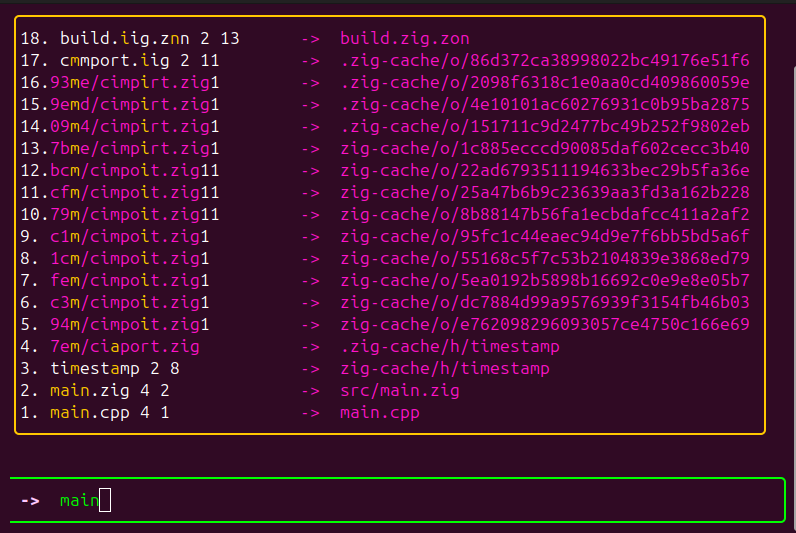 18. build.iig.znn 2 13 -> build.zig.zon
17. cmmport.iig 2 11 -> .zig-cache/o/86d372ca38998022bc49176e51f6
16.93me/cimpirt.zig1 -> .zig-cache/o/2098f6318c1e0aa0cd409860059e
15.9emd/cimpirt.zig1 -> .zig-cache/o/4e10101ac60276931c0b95ba2875
14.09m4/cimpirt.zig1 -> .zig-cache/o/151711c9d2477bc49b252f9802eb
13.7bme/cimpirt.zig1 -> zig-cache/o/1c885ecccd90085daf602cecc3b40
12.bcm/cimpoit.zig11 -> zig-cache/o/22ad6793511194633bec29b5fa36e
11.cfm/cimpoit.zig11 -> zig-cache/o/25a47b6b9c23639aa3fd3a162b228
10.79m/cimpoit.zig11 -> zig-cache/o/8b88147b56fa1ecbdafcc411a2af2
9. c1m/cimpoit.zig1 -> zig-cache/o/95fc1c44eaec94d9e7f6bb5bd5a6f
8. 1cm/cimpoit.zig1 -> zig-cache/o/55168c5f7c53b2104839e3868ed79
7. fem/cimpoit.zig1 -> zig-cache/o/5ea0192b5898b16692c0e9e8e05b7
6. c3m/cimpoit.zig1 -> zig-cache/o/dc7884d99a9576939f3154fb46b03
5. 94m/cimpoit.zig1 -> zig-cache/o/e762098296093057ce4750c166e69
4. 7em/ciaport.zig -> .zig-cache/h/timestamp
3. timestamp 2 8 -> zig-cache/h/timestamp
2. main.zig 4 2 -> src/main.zig
1. main.cpp 4 1 -> main.cpp
-> main